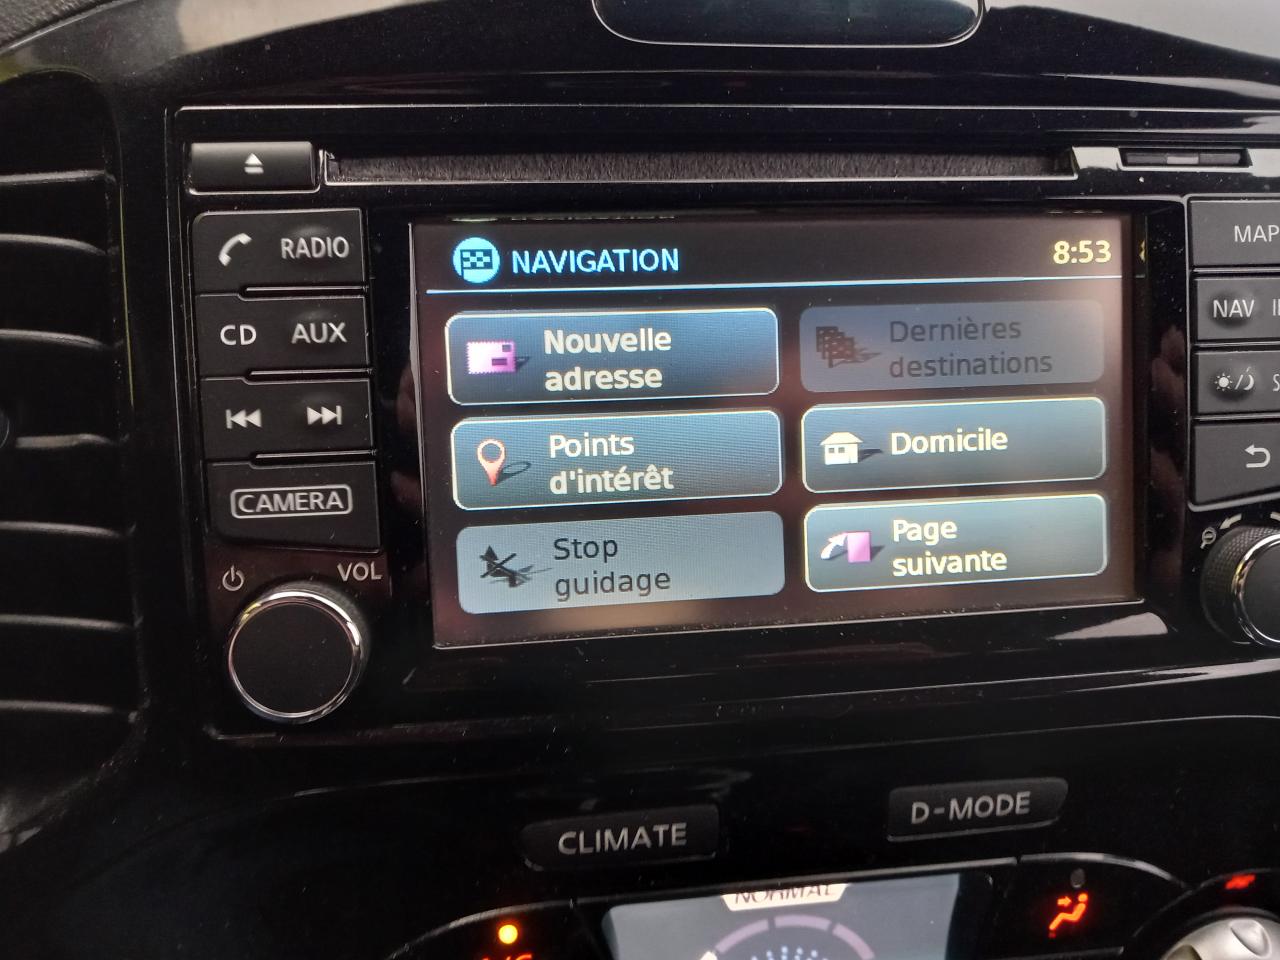 RADIO
CD AUX
CAMERA
VOL
NAVIGATION 8:53
Nouvelle
adresse
Dernières
destinations
Points
d'intérêt
Domicile
Stop
guidage
Page
suivante
MAP
NAV
CLIMATE
D-MODE
NORMAL